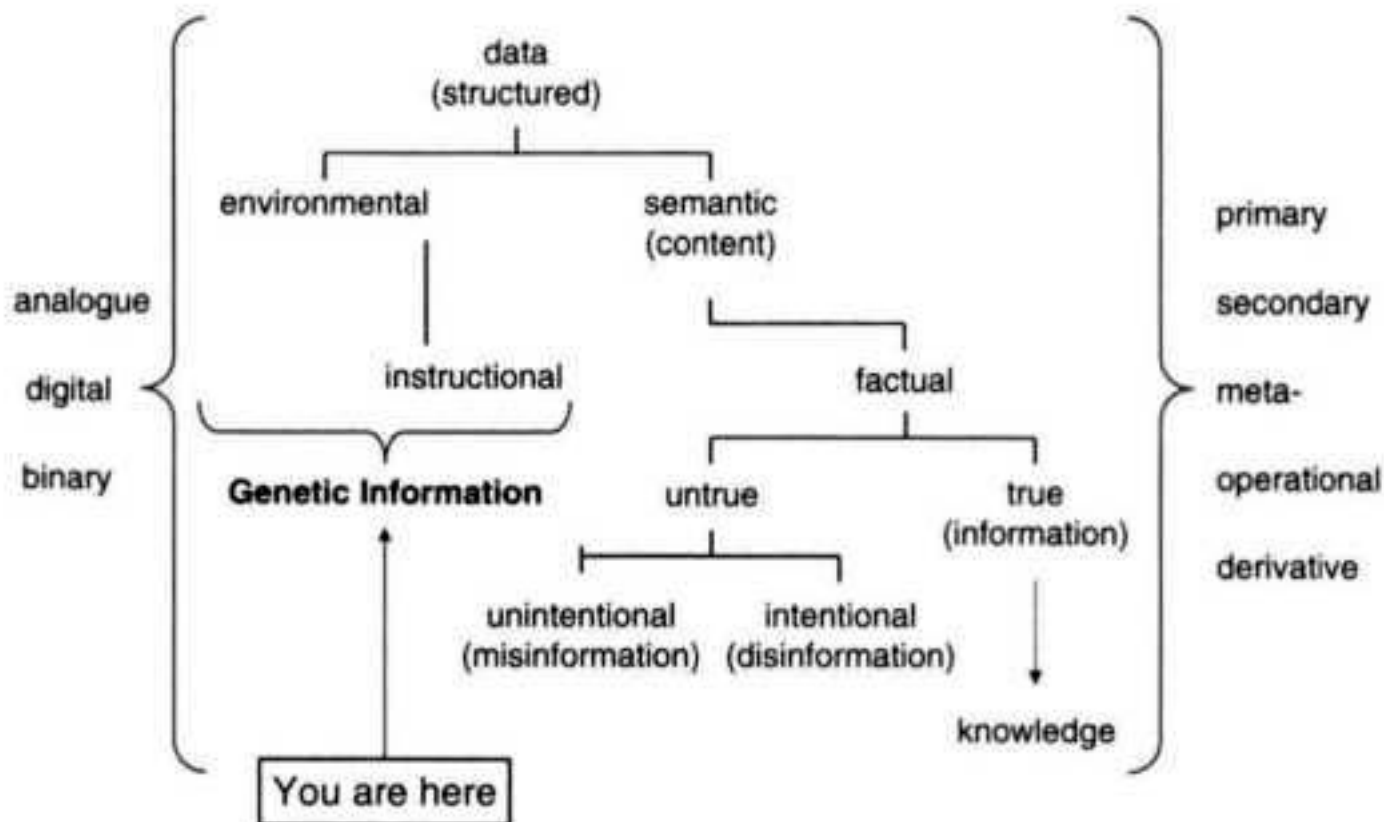 data
(structured)
environmental
semantic
(content)
instructional
factual
Genetic Information
untrue
true
(information)
unintentional
(misinformation)
intentional
(disinformation)
knowledge
You are here
analogue
digital
binary
primary
secondary
meta-
operational
derivative